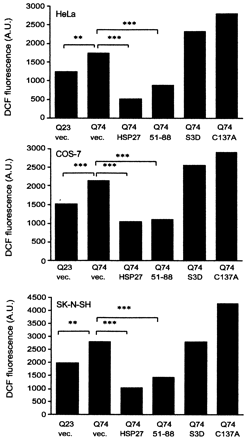 HeLa
DCF fluorescence (A.U.)
3000
2500
2000
1500
1000
500
0
** *** ***
Q23 Q74 Q74 Q74 Q74 Q74
vec. vec. HSP27 51-88 S3D C137A
COS-7
DCF fluorescence (A.U.)
3000
2500
2000
1500
1000
500
0
*** *** ***
Q23 Q74 Q74 Q74 Q74 Q74
vec. vec. HSP27 51-88 S3D C137A
SK-N-SH
DCF fluorescence (A.U.)
4500
4000
3500
3000
2500
2000
1500
1000
500
0
** *** ***
Q23 Q74 Q74 Q74 Q74 Q74
vec. vec. HSP27 51-88 S3D C137A